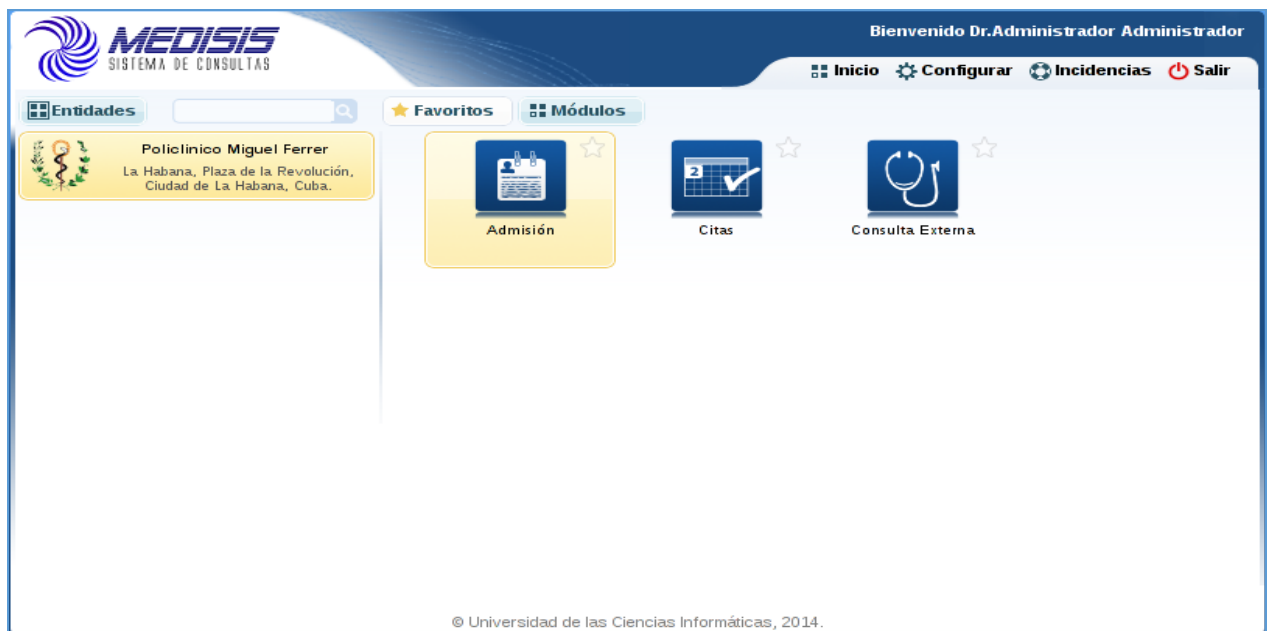 MEDISIS
SISTEMA DE CONSULTAS
Bienvenido Dr.Administrador Administrador
Inicio Configurar Incidencias Salir
Entidades
Favoritos Módulos
Policlinico Miguel Ferrer
La Habana, Plaza de la Revolución,
Ciudad de La Habana, Cuba.
2
2
Admisión Citas Consulta Externa
© Universidad de las Ciencias Informáticas, 2014.